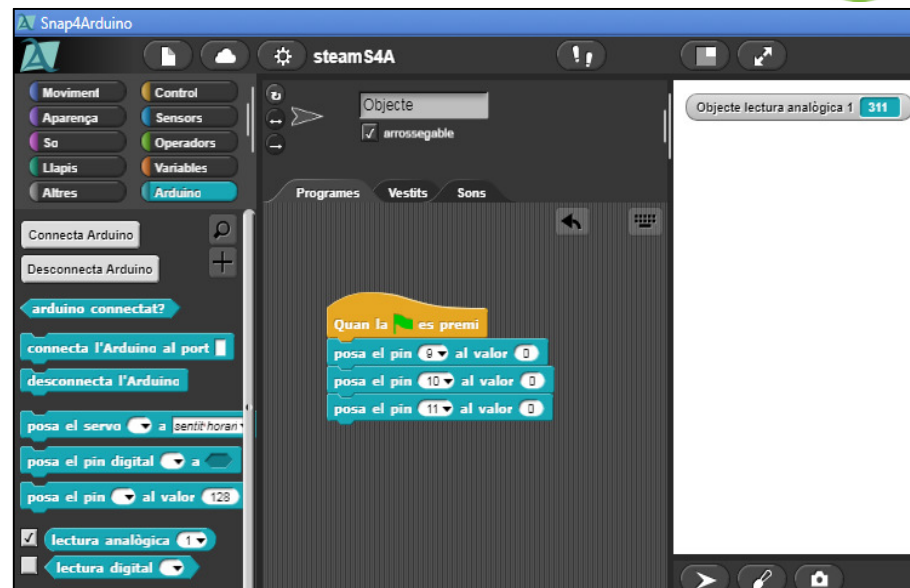 Snap4Arduino
steamS4A
Moviment
Control
Aparença
Sensors
So
Operadors
Llapis
Variables
Altres
Arduino
Connecta Arduino
Desconnecta Arduino
arduino connectat?
connecta l'Arduino al port
desconnecta l'Arduino
posa el servo a sentit horari
posa el pin digital a
posa el pin al valor 128
lectura analògica 1
lectura digital
Objecte
arrossegable
Programes Vestits Sons
Quan la es premi
posa el pin 9 al valor 0
posa el pin 10 al valor 0
posa el pin 11 al valor 0
Objecte lectura analògica 1 311